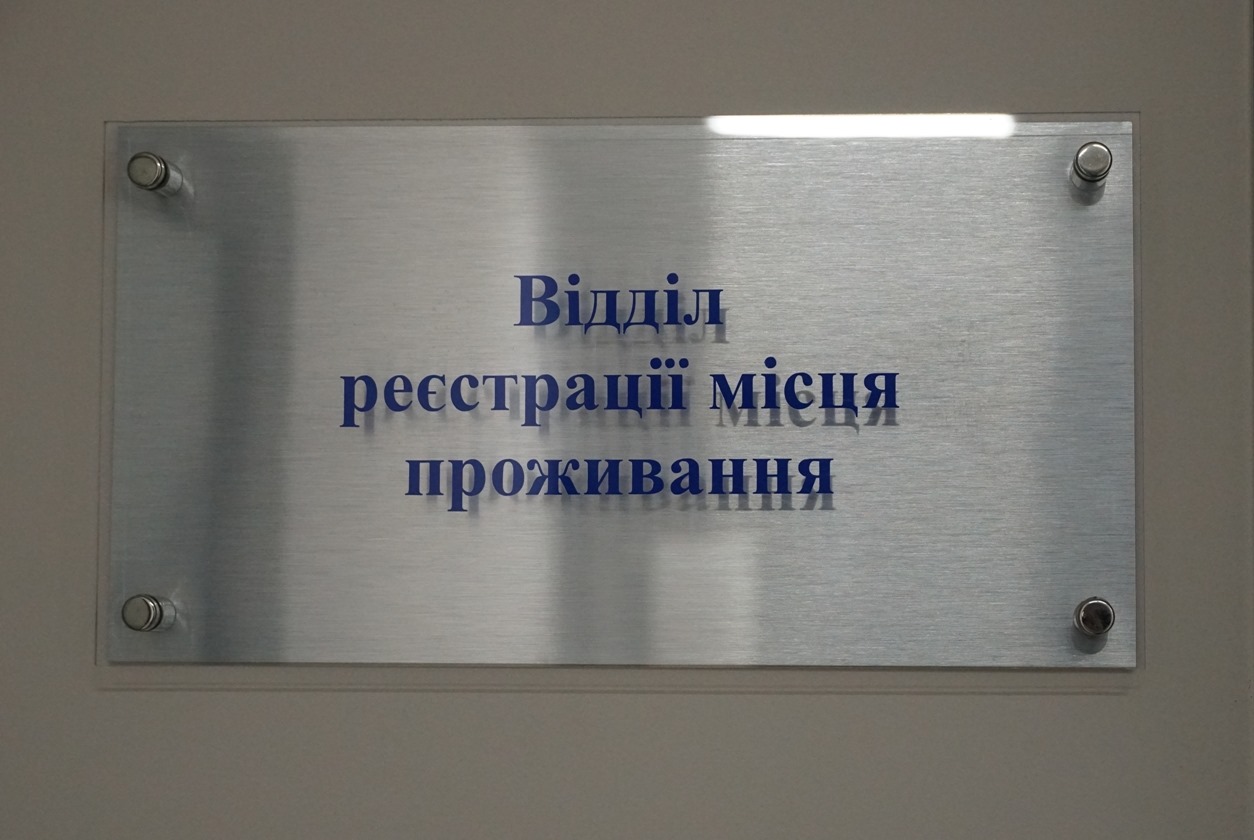 Відділ
реєстрації місця
проживання